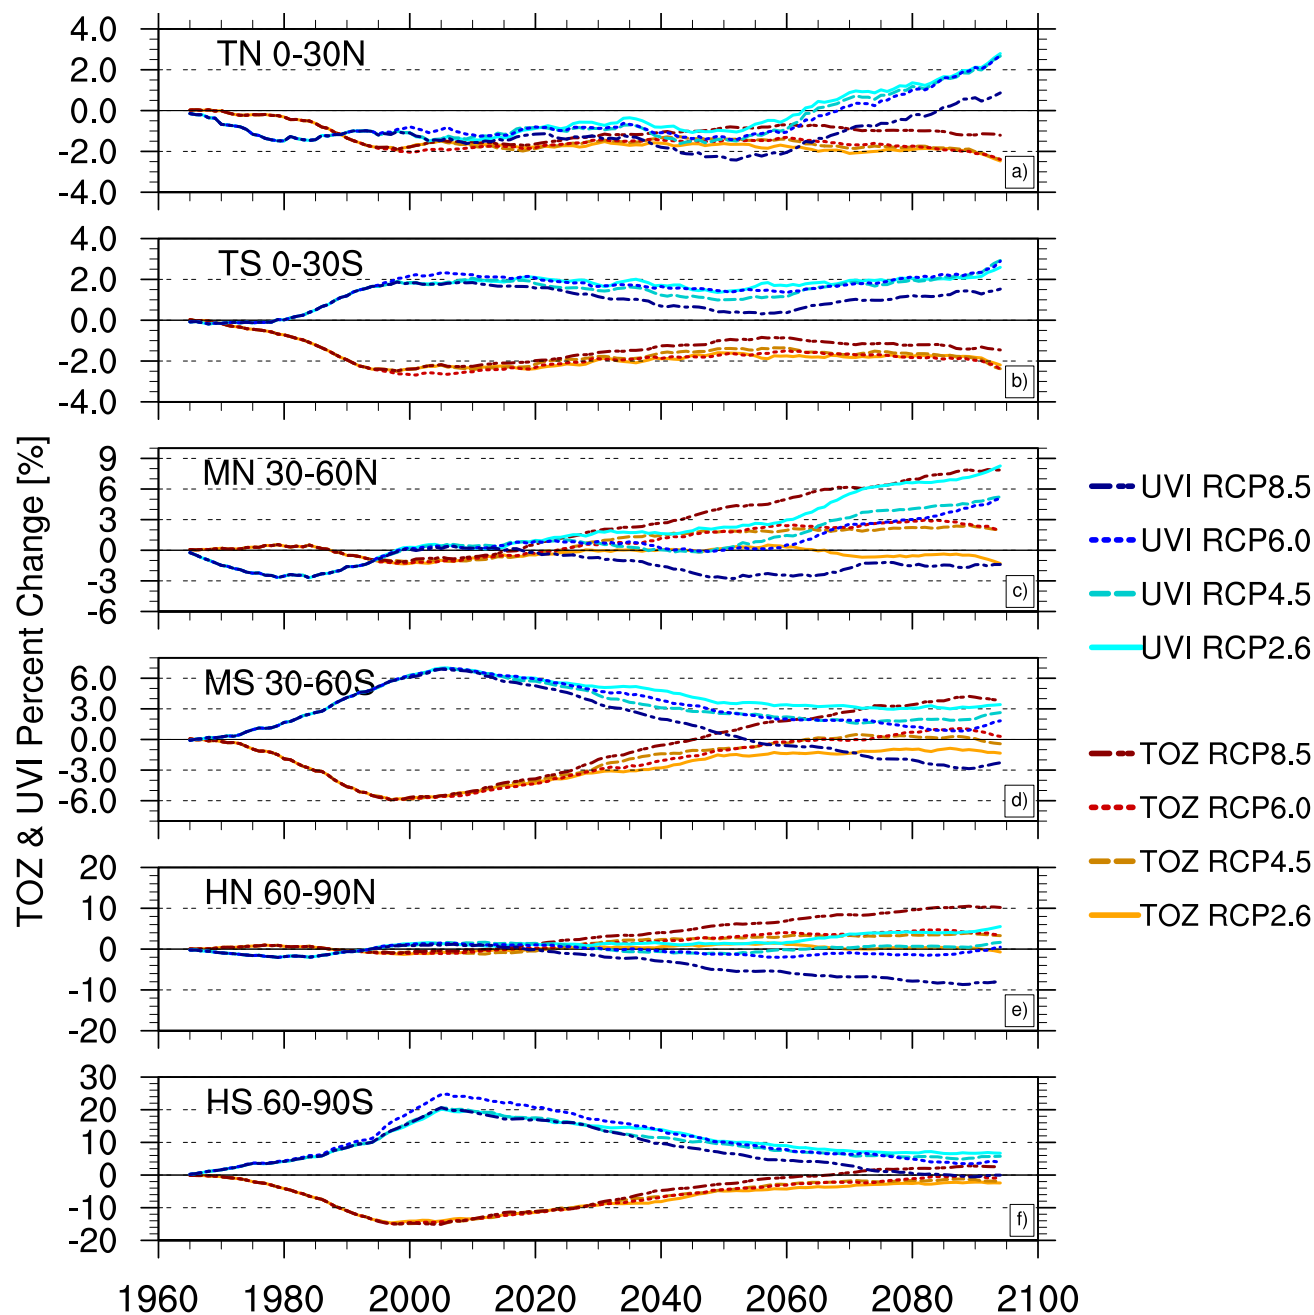 TOZ & UVI Percent Change [%]
4.0
2.0
0.0
-2.0
-4.0
TN 0-30N
a)
4.0
2.0
0.0
-2.0
-4.0
TS 0-30S
b)
9
6
3
0
-3
-6
MN 30-60N
c)
6.0
3.0
0.0
-3.0
-6.0
MS 30-60S
d)
20
10
0
-10
-20
HN 60-90N
e)
30
20
10
0
-10
-20
HS 60-90S
f)
1960 1980 2000 2020 2040 2060 2080 2100
UVI RCP8.5
UVI RCP6.0
UVI RCP4.5
UVI RCP2.6
TOZ RCP8.5
TOZ RCP6.0
TOZ RCP4.5
TOZ RCP2.6